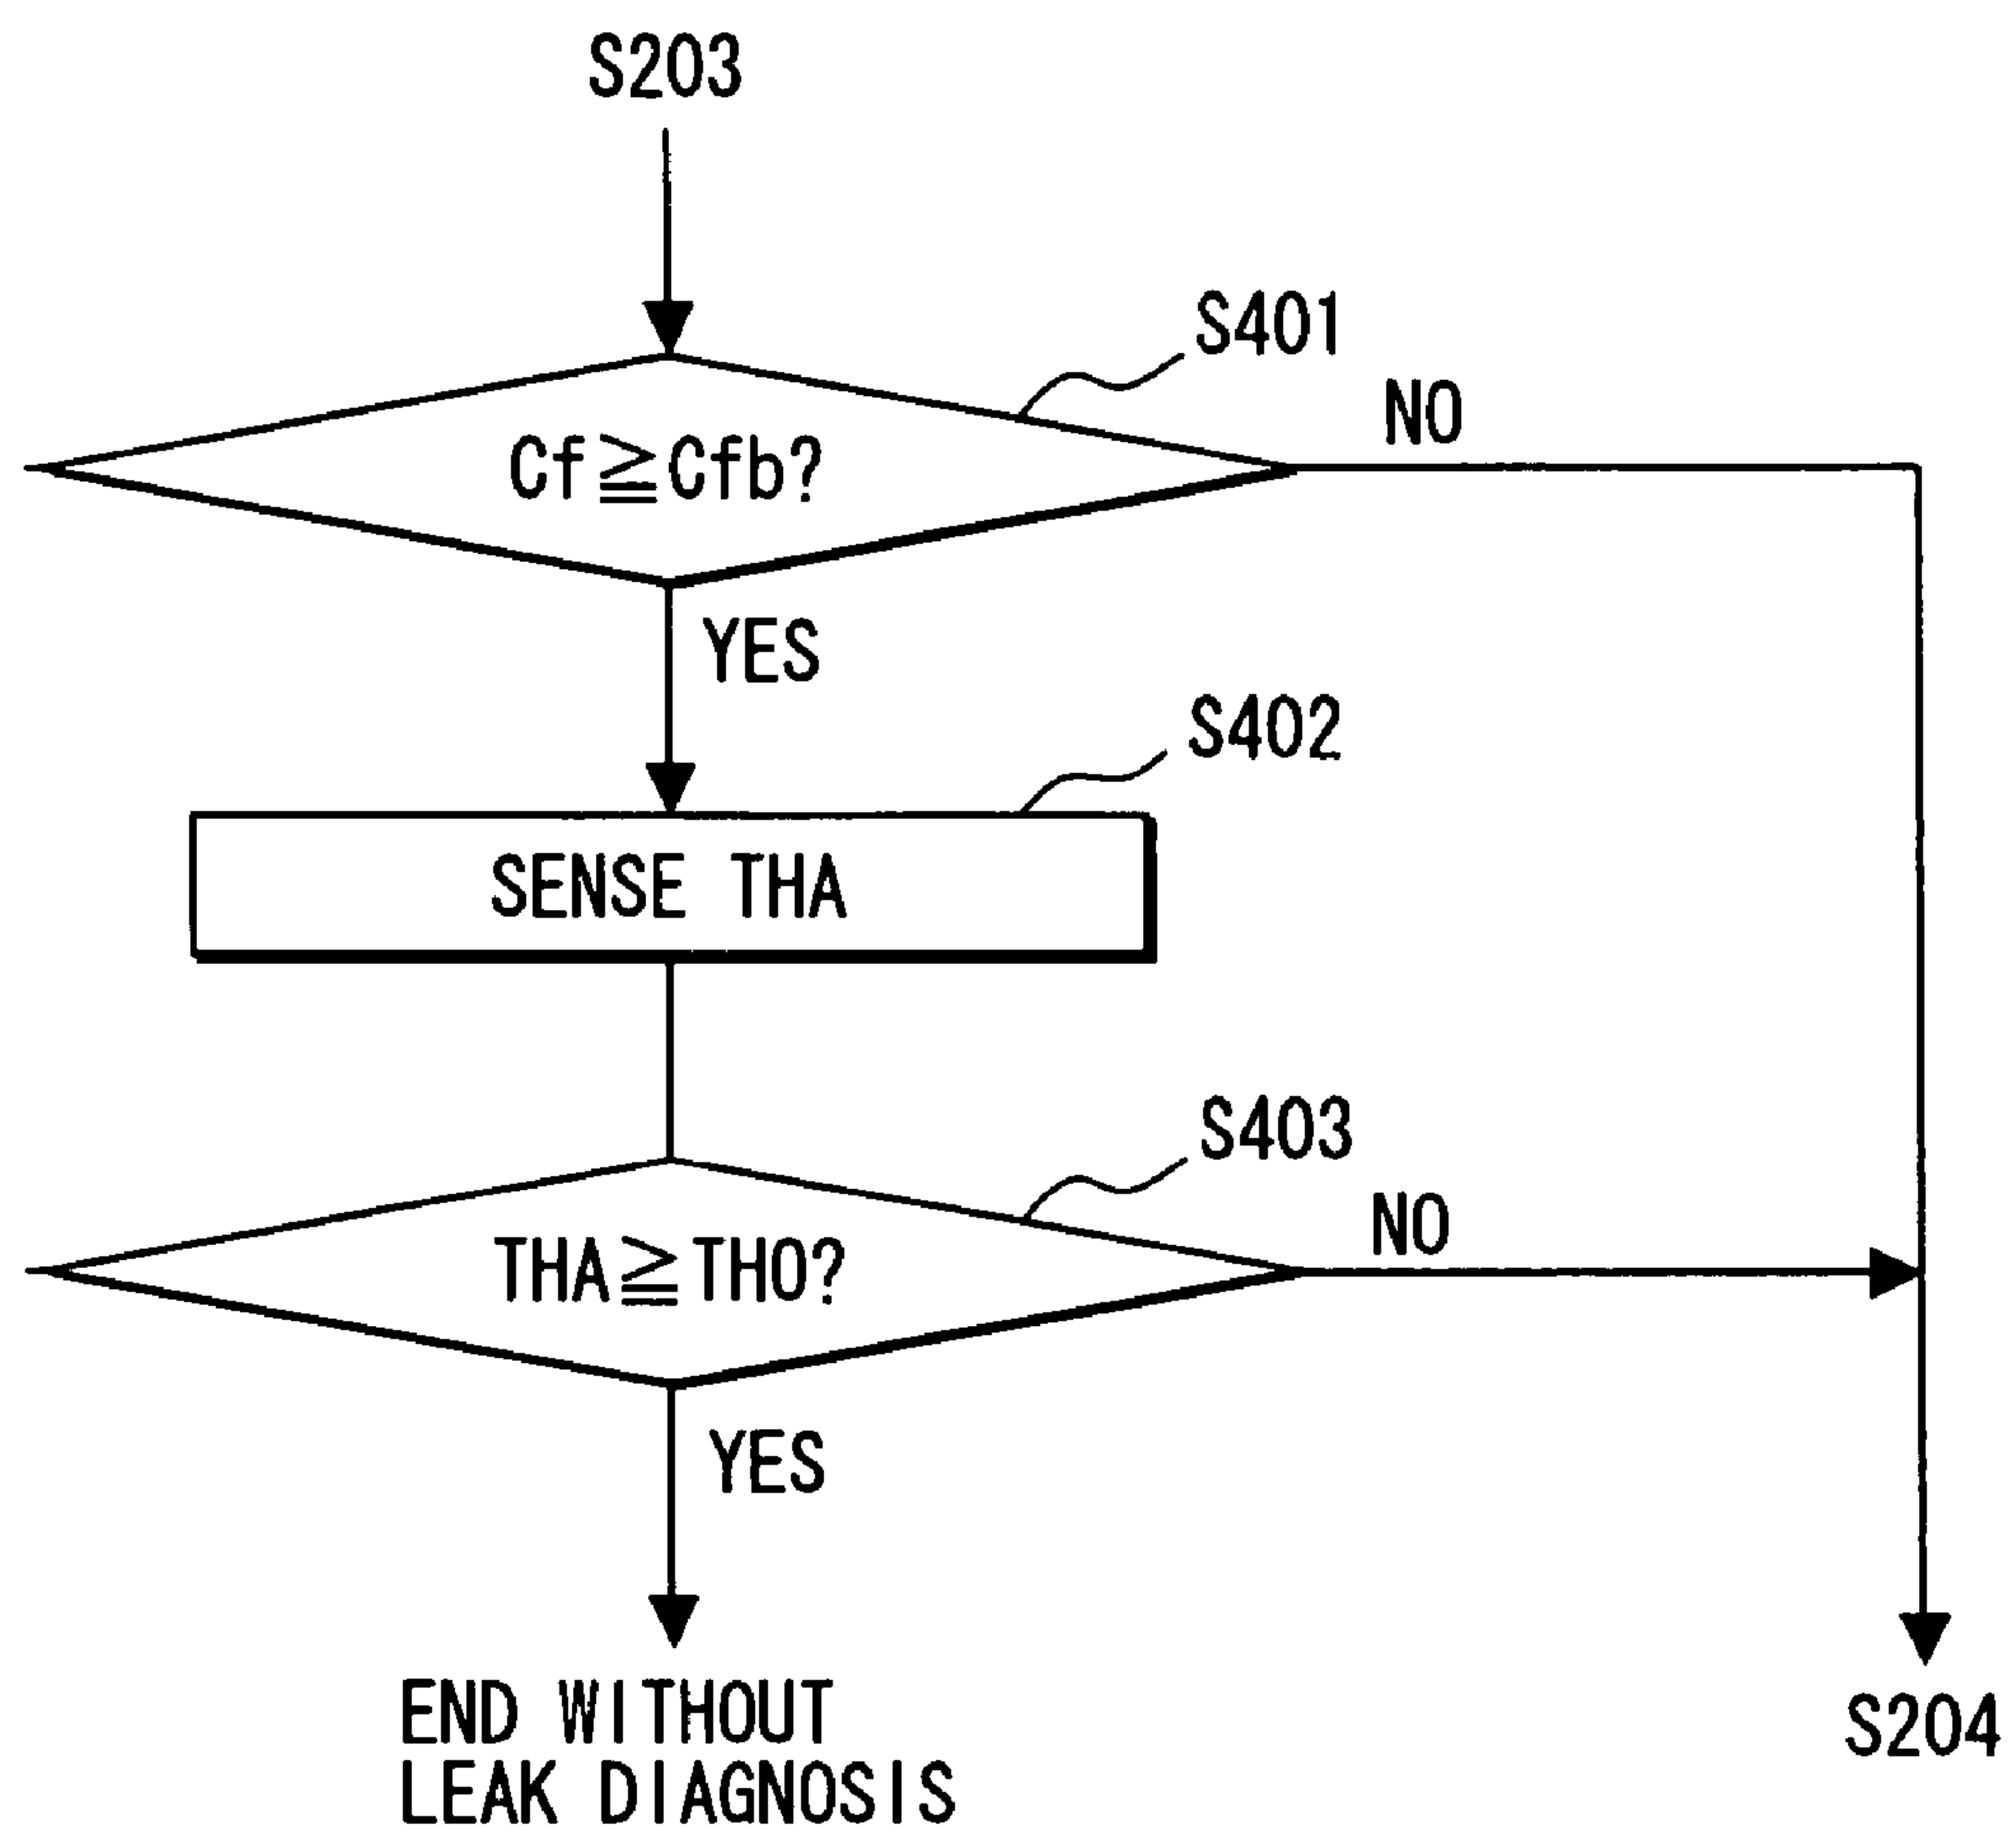 S203
S401
NO
Cf≧Cfb?
YES
S402
SENSE THA
S403
NO
THA≧THO?
YES
END WITHOUT
LEAK DIAGNOSIS
S204